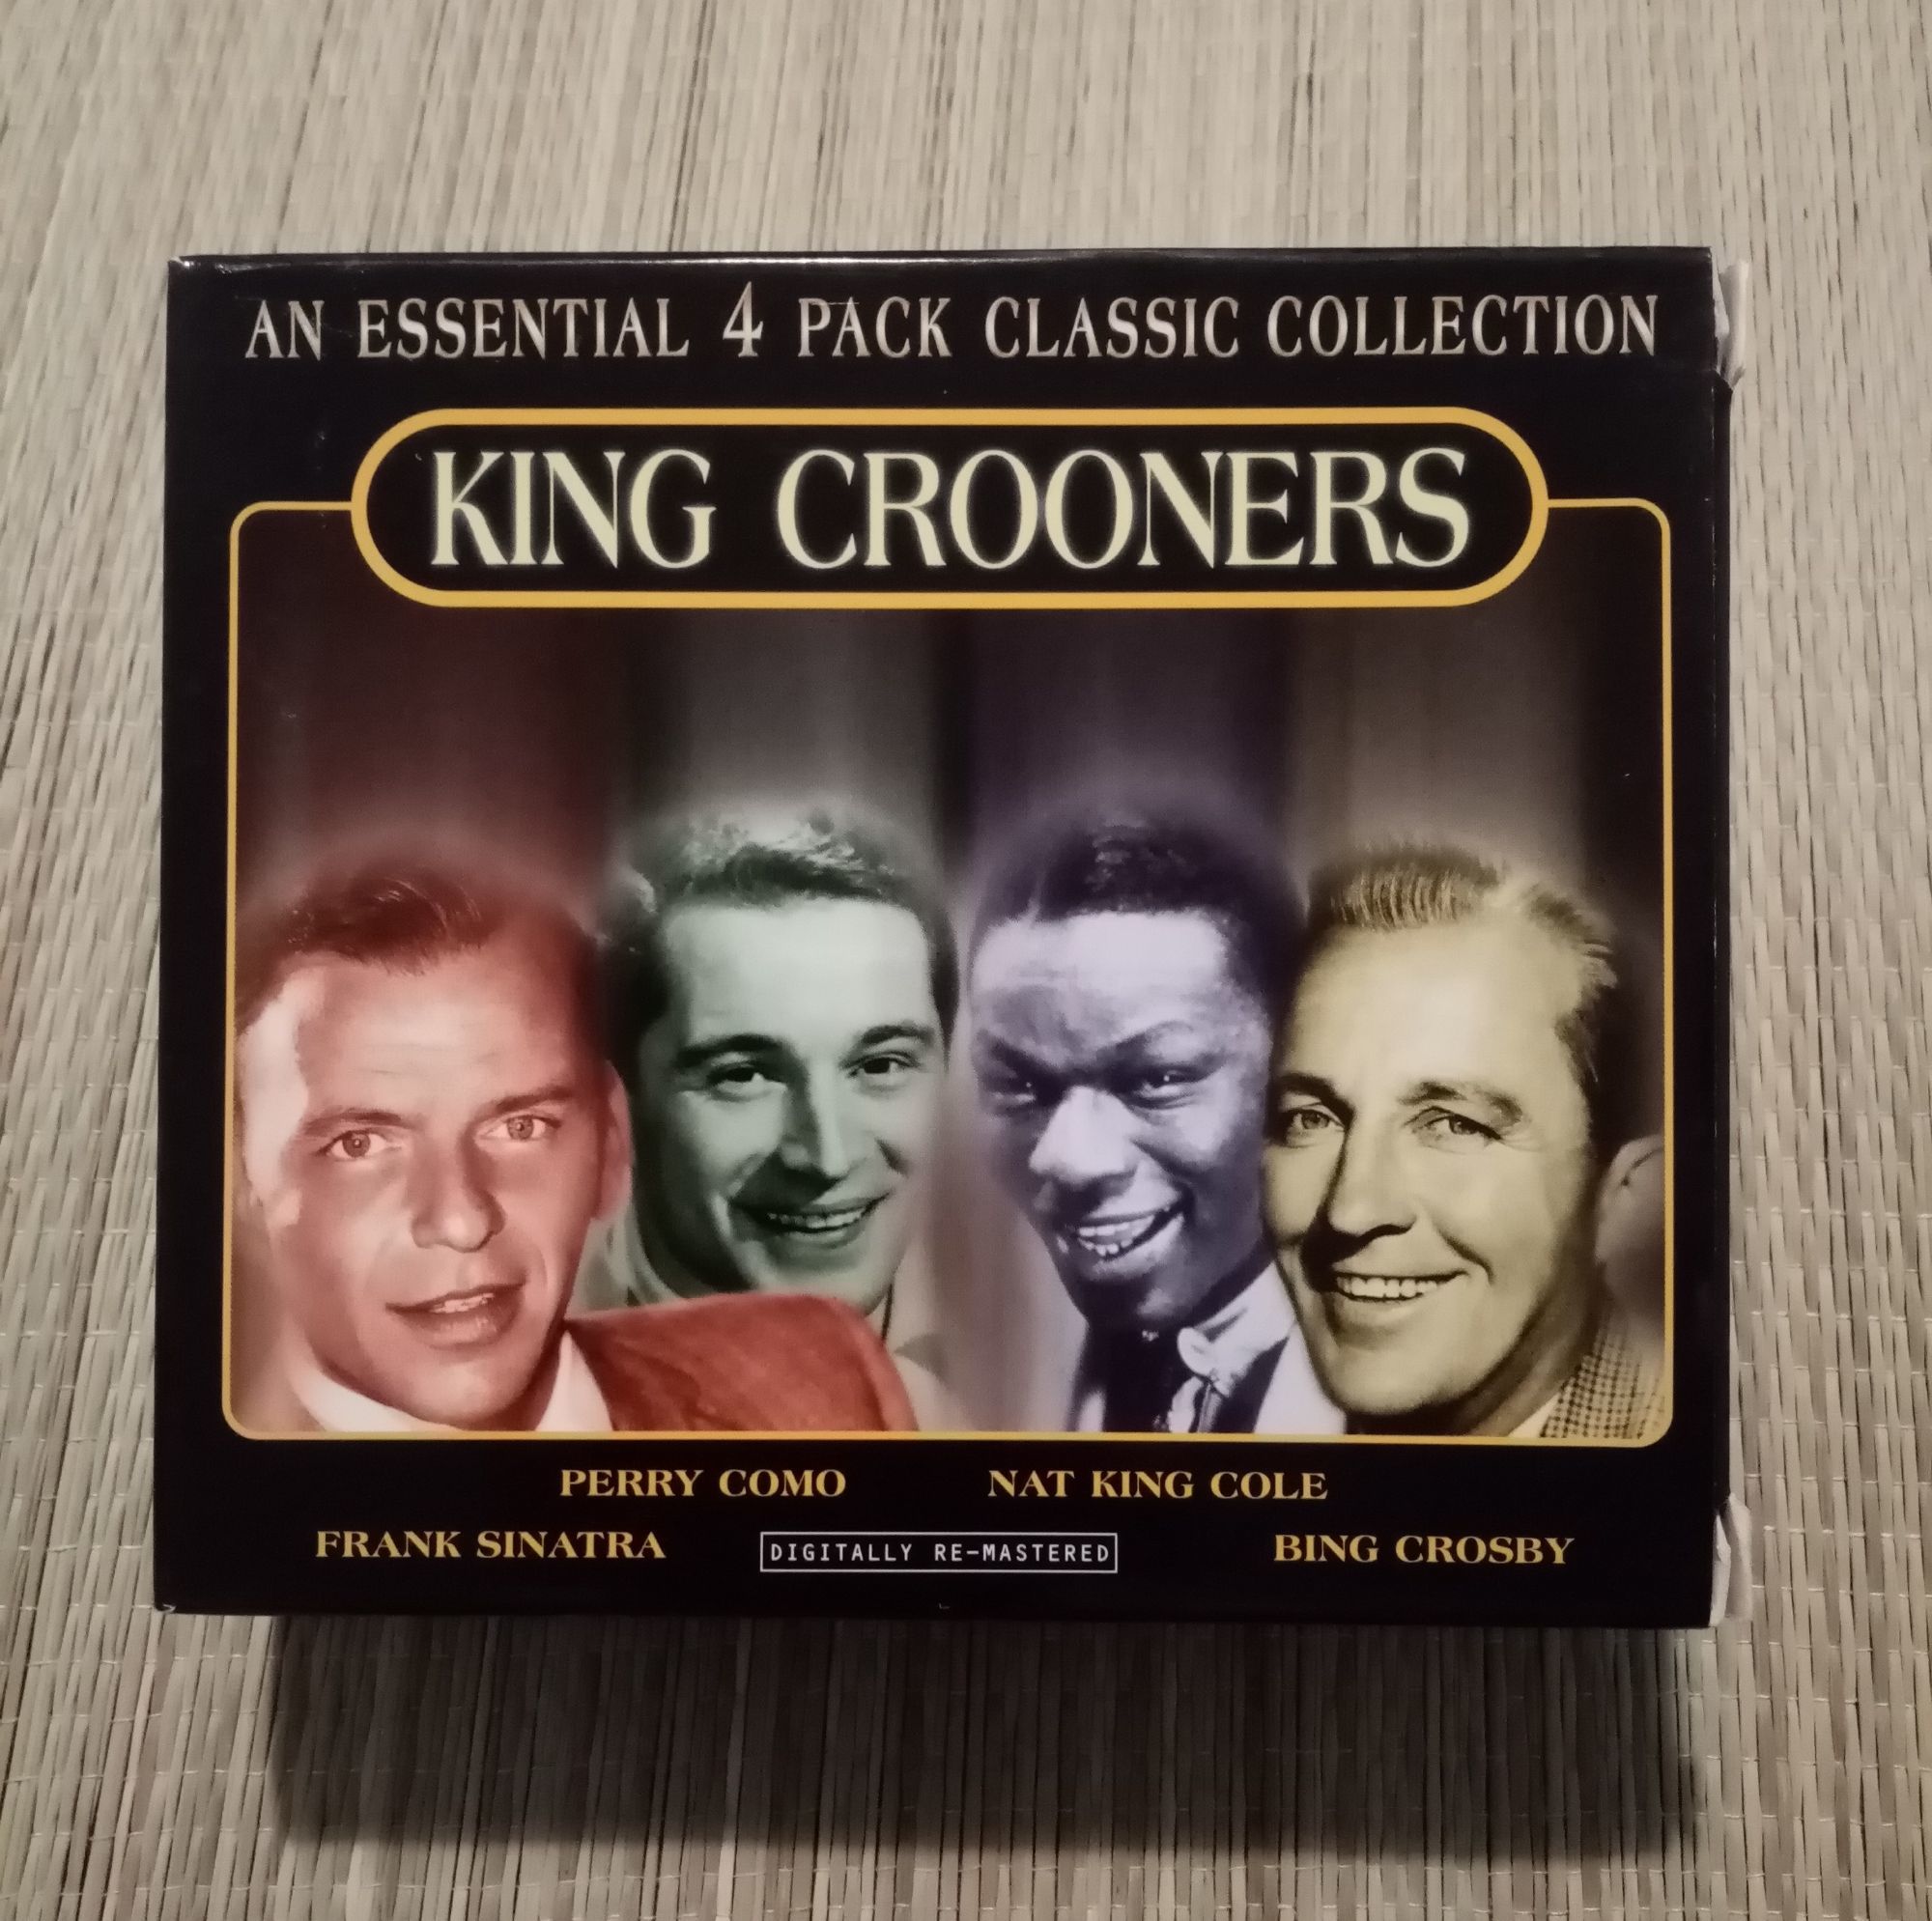 AN ESSENTIAL 4 PACK CLASSIC COLLECTION
KING CROONERS
PERRY COMO NAT KING COLE
FRANK SINATRA DIGITALLY RE-MASTERED BING CROSBY